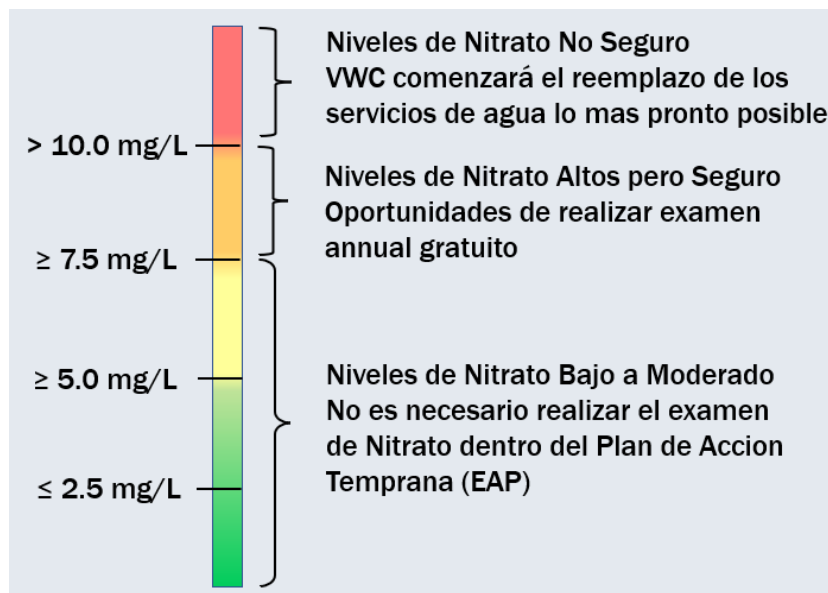 Niveles de Nitrato No Seguro
VWC comenzará el reemplazo de los
servicios de agua lo mas pronto posible
> 10.0 mg/L
Niveles de Nitrato Altos pero Seguro
Oportunidades de realizar examen
annual gratuito
≥ 7.5 mg/L
≥ 5.0 mg/L
Niveles de Nitrato Bajo a Moderado
No es necesario realizar el examen
de Nitrato dentro del Plan de Accion
Temprana (EAP)
≤ 2.5 mg/L